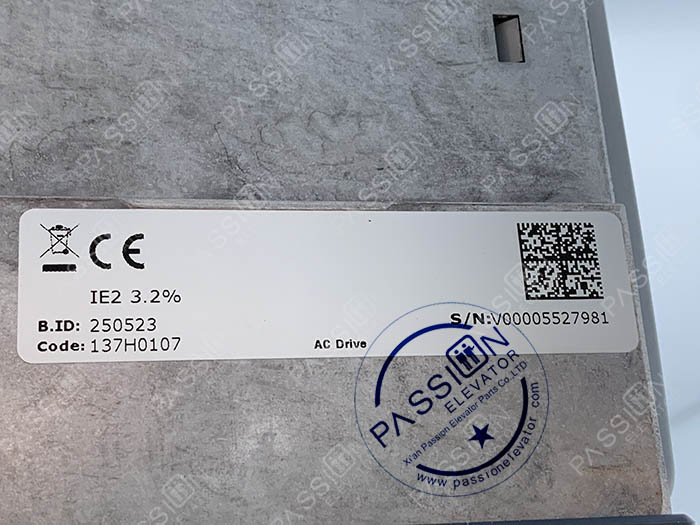 IE2 3.2%
B.ID: 250523
Code: 137H0107
AC Drive
S/N:V00005527981
CE
PASSION
ELEVATOR
Xi'an Passion Elevator Parts Co.,LTD
www.passionelevator.com